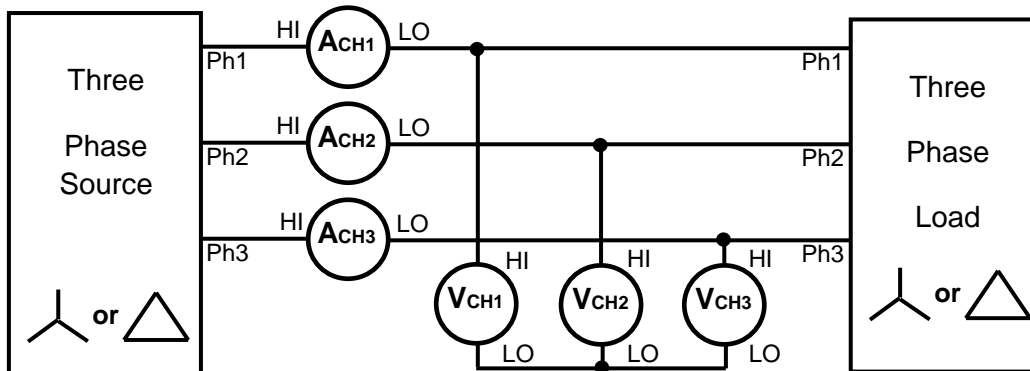 Three
Phase
Source
or
Ph1
Ph2
Ph3
HI ACH1 LO
HI ACH2 LO
HI ACH3 LO
HI
VCH1
LO
HI
VCH2
LO
HI
VCH3
LO
Ph1
Ph2
Ph3
Three
Phase
Load
or